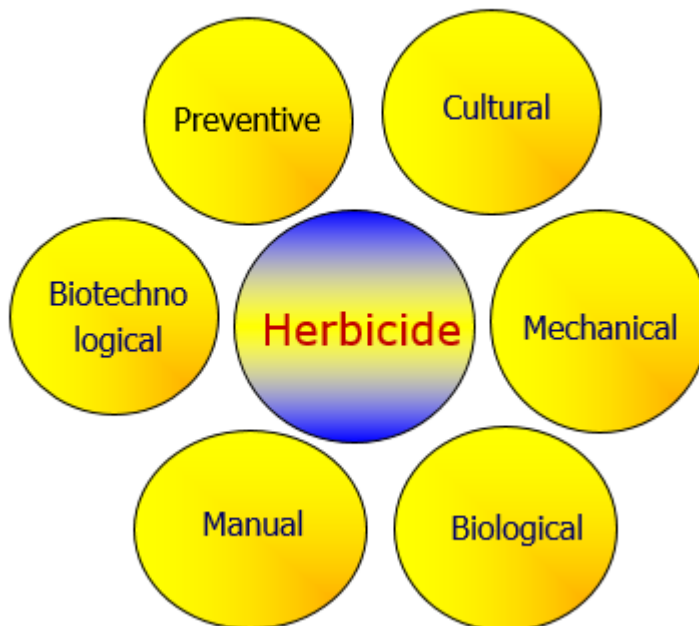 Preventive
Cultural
Biotechno
logical
Herbicide
Mechanical
Manual
Biological